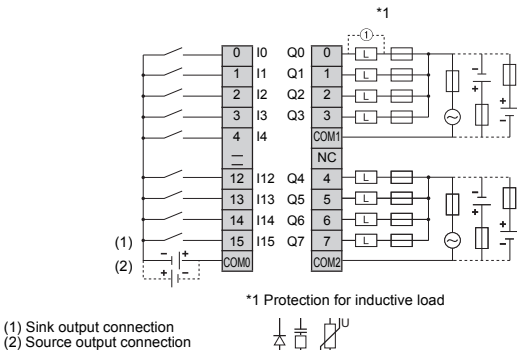 *1
1
0 I0 Q0 0 L
1 I1 Q1 1 L
2 I2 Q2 2 L
3 I3 Q3 3 L
4 I4 COM1
NC
12 I12 Q4 4 L
13 I13 Q5 5 L
14 I14 Q6 6 L
(1) 15 I15 Q7 7 L
(2) - + COM0 COM2
+ -
*1 Protection for inductive load
(1) Sink output connection
(2) Source output connection
U